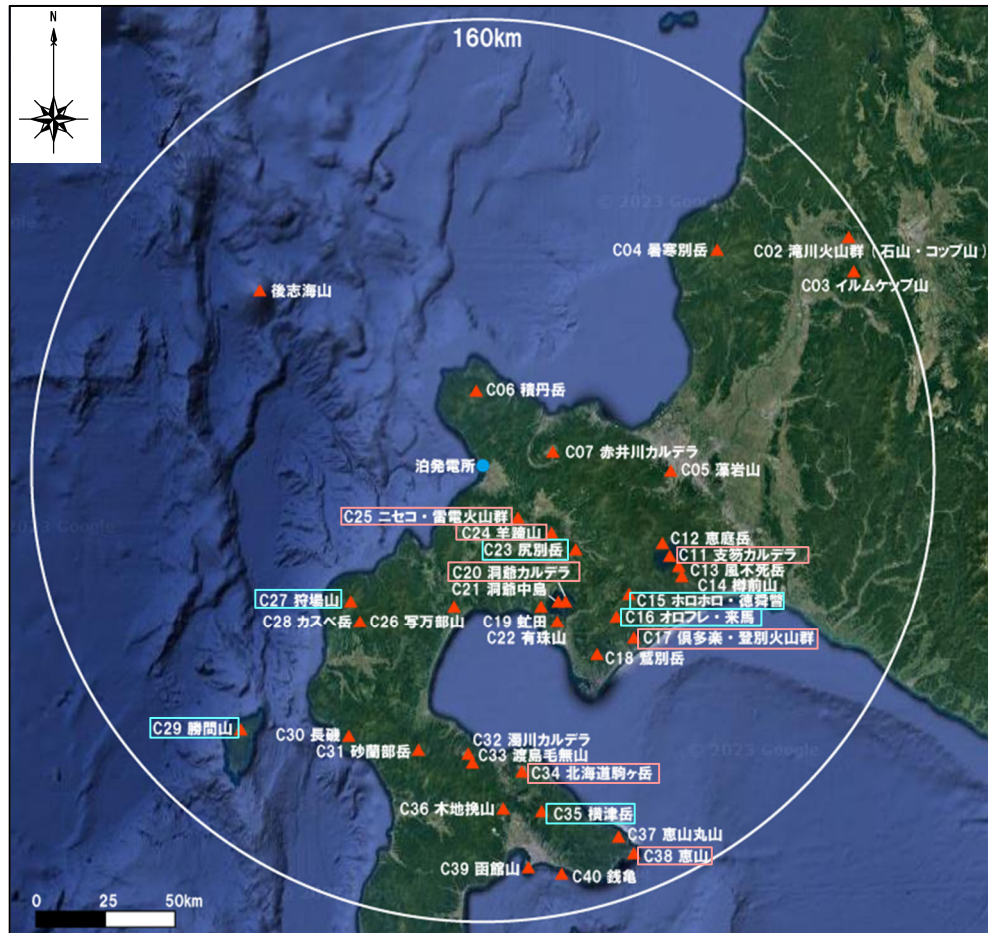 N
160km
C04 暑寒別岳
C02 滝川火山群（石山・コップ山）
C03 イルムケップ山
後志海山
C06 積丹岳
C07 赤井川カルデラ
泊発電所
C05 藻岩山
C25 ニセコ・雷電火山群
C24 羊蹄山
C12 恵庭岳
C23 尻別岳
C11 支笏カルデラ
C13 風不死岳
C20 洞爺カルデラ
C14 樽前山
C21 洞爺中島
C15 ホロホロ・徳舜瞥
C27 狩場山
C28 カスベ岳
C26 写万部山
C19 虻田
C16 オロフレ・来馬
C22 有珠山
C17 倶多楽・登別火山群
C18 鷲別岳
C29 勝澗山
C30 長磯
C32 濁川カルデラ
C31 砂蘭部岳
C33 渡島毛無山
C34 北海道駒ヶ岳
C36 木地挽山
C35 横津岳
C37 恵山丸山
C38 恵山
C39 函館山
C40 銭亀
0 25 50km
© 2023 Google
© 2023 Google